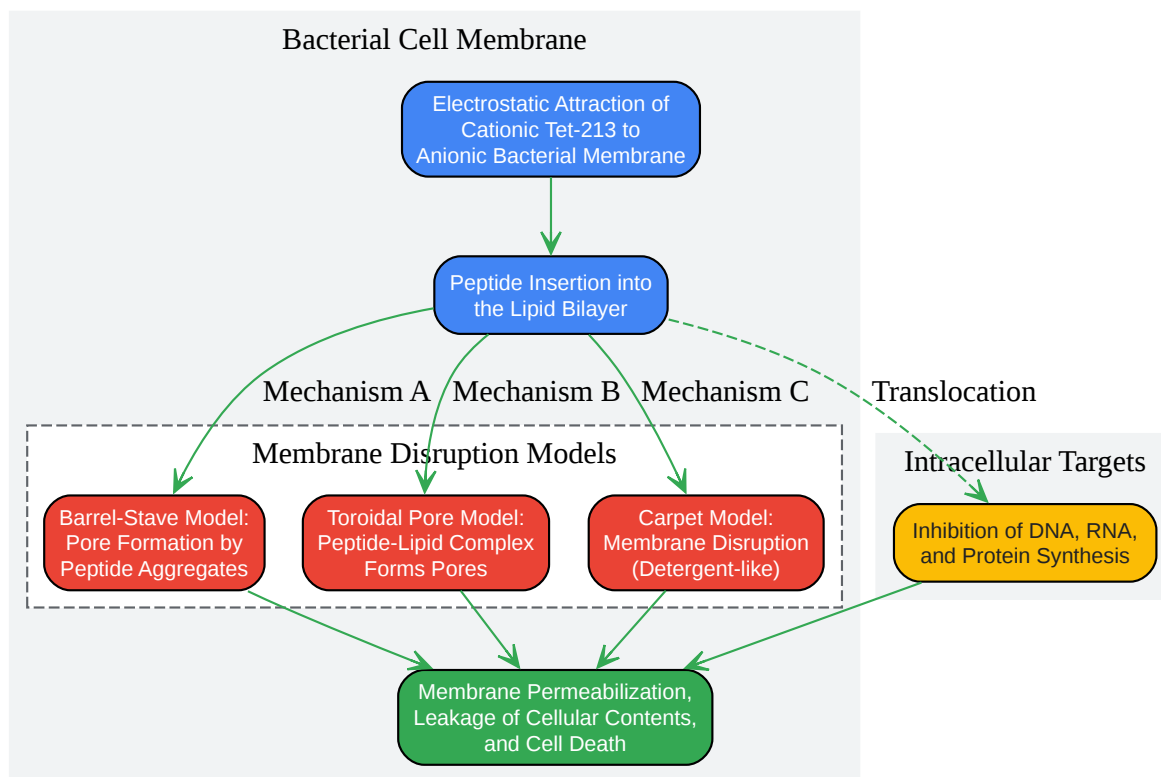 Bacterial Cell Membrane
Electrostatic Attraction of
Cationic Tet-213 to
Anionic Bacterial Membrane
Peptide Insertion into
the Lipid Bilayer
Mechanism A
Mechanism B
Mechanism C
Translocation
Membrane Disruption Models
Intracellular Targets
Barrel-Stave Model:
Pore Formation by
Peptide Aggregates
Toroidal Pore Model:
Peptide-Lipid Complex
Forms Pores
Carpet Model:
Membrane Disruption
(Detergent-like)
Inhibition of DNA, RNA,
and Protein Synthesis
Membrane Permeabilization,
Leakage of Cellular Contents,
and Cell Death